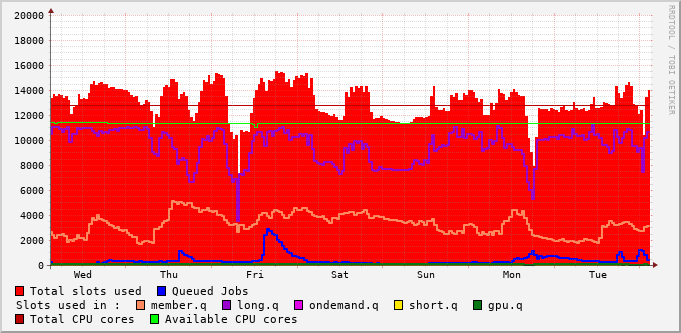 RRDTOOL / TOBI OETIKER
20000
18000
16000
14000
12000
10000
8000
6000
4000
2000
0
Wed Thu Fri Sat Sun Mon Tue
Total slots used Queued Jobs
Slots used in : member.q long.q ondemand.q short.q gpu.q
Total CPU cores Available CPU cores